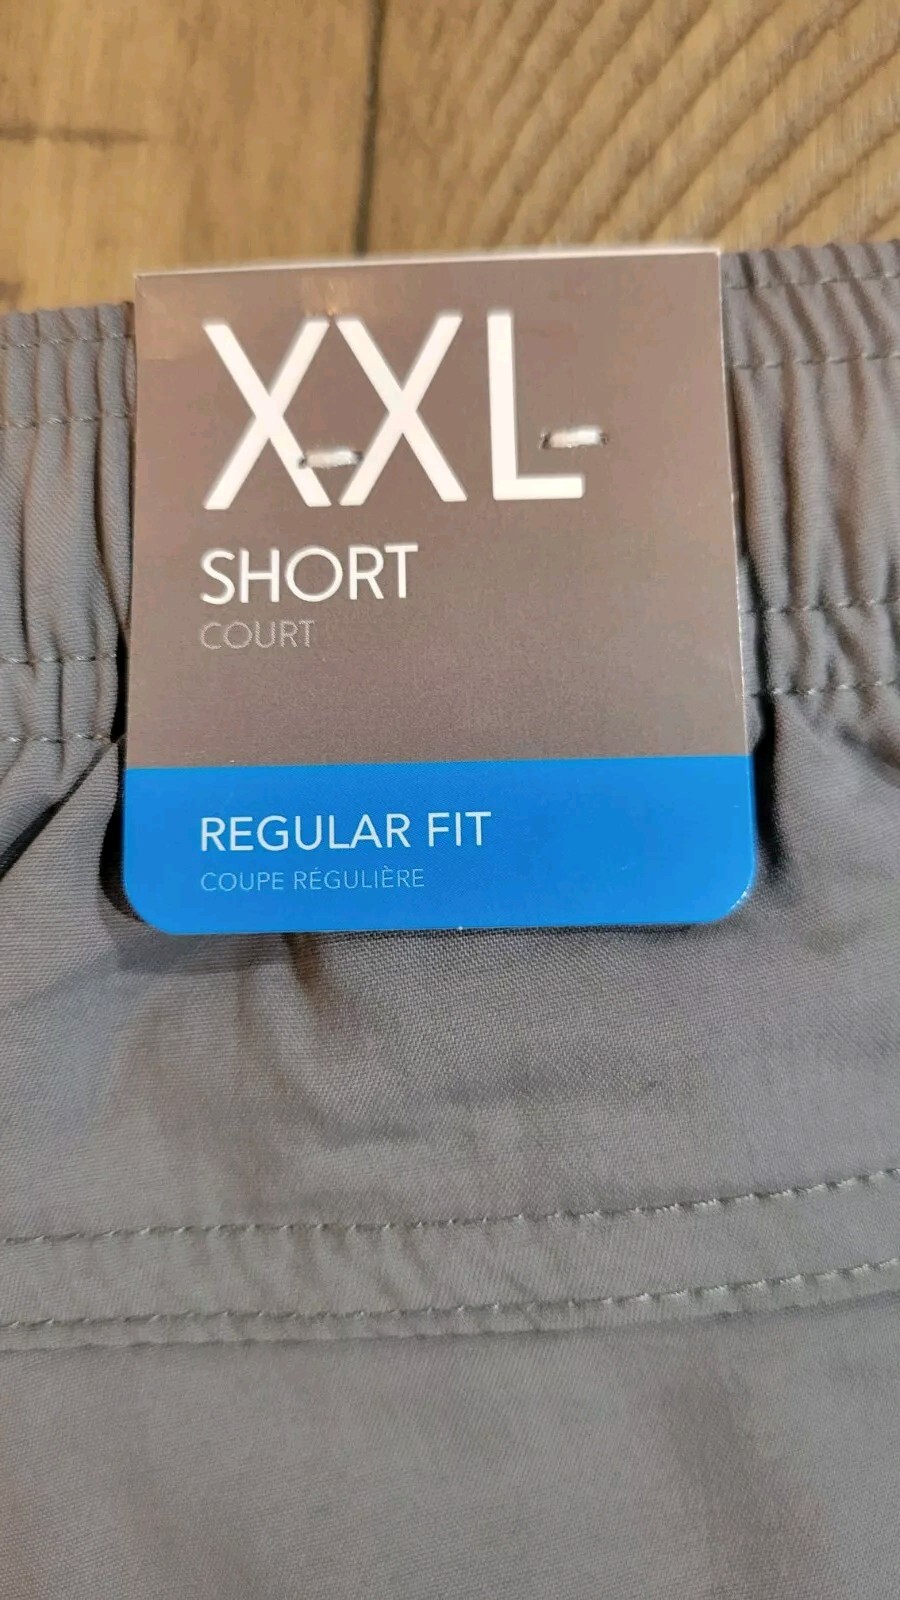 XXL
SHORT
COURT
REGULAR FIT
COUPE RÉGULIÈRE